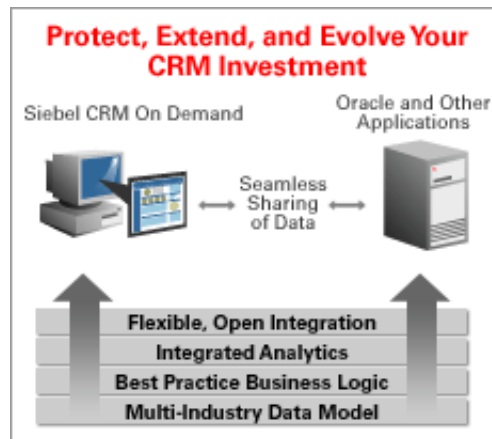 Protect, Extend, and Evolve Your
CRM Investment
Siebel CRM On Demand
Oracle and Other
Applications
Seamless
Sharing
of Data
Flexible, Open Integration
Integrated Analytics
Best Practice Business Logic
Multi-Industry Data Model